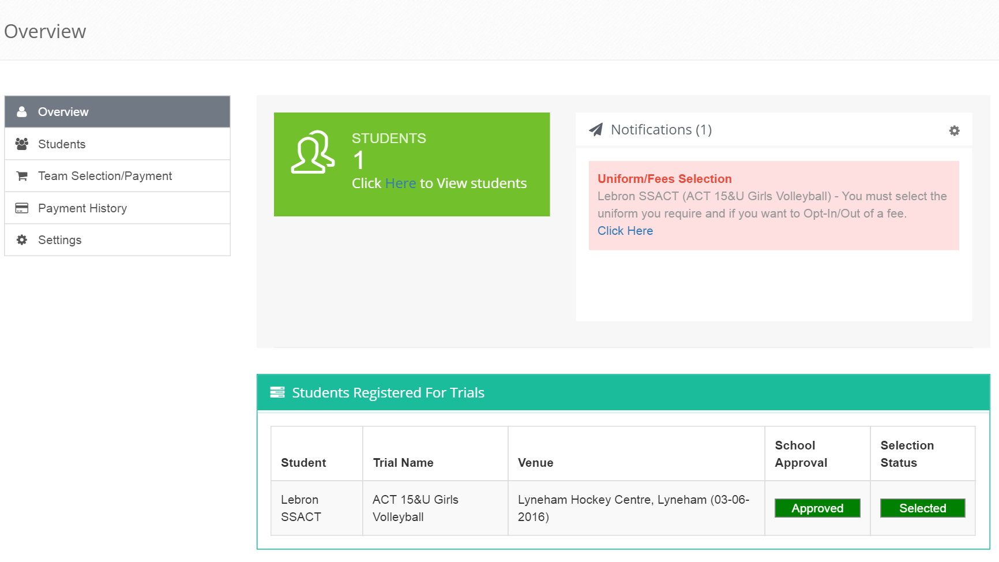 Overview
Overview
Students
Team Selection/Payment
Payment History
Settings
STUDENTS
1
Click Here to View students
Notifications (1)
Uniform/Fees Selection
Lebron SSACT (ACT 15&U Girls Volleyball) - You must select the
uniform you require and if you want to Opt-In/Out of a fee.
Click Here
Students Registered For Trials
Student
Trial Name
Venue
School
Approval
Selection
Status
Lebron
SSACT
ACT 15&U Girls
Volleyball
Lyneham Hockey Centre, Lyneham (03-06-
2016)
Approved
Selected